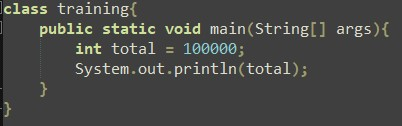 class training{
    public static void main(String[] args){
        int total = 100000;
        System.out.println(total);
    }
}